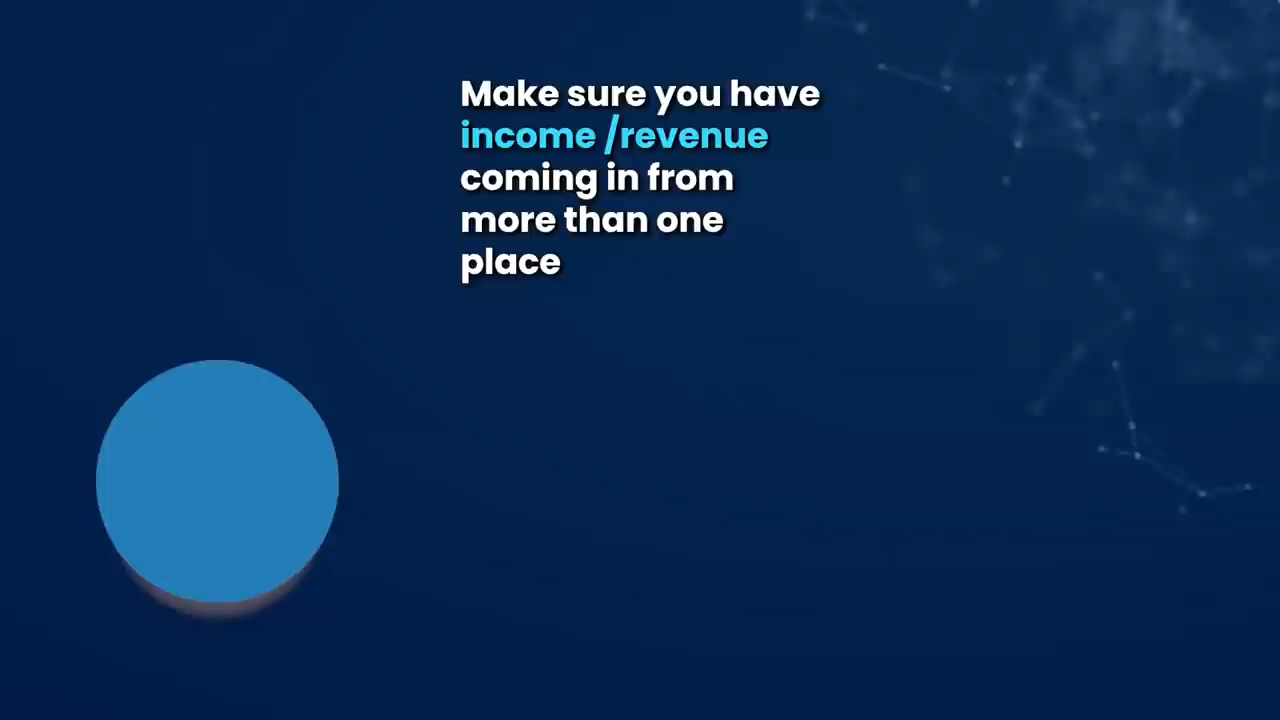 Make sure you have
income /revenue
coming in from
more than one
place